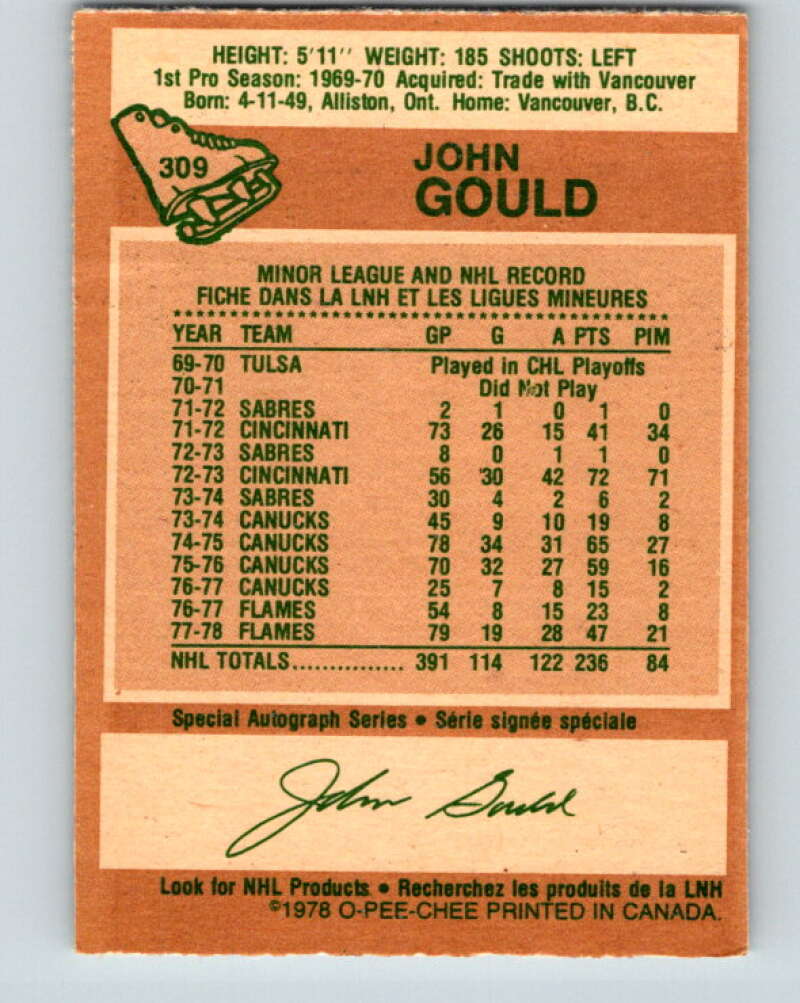 HEIGHT: 5'11'' WEIGHT: 185 SHOOTS: LEFT
1st Pro Season: 1969-70 Acquired: Trade with Vancouver
Born: 4-11-49, Alliston, Ont. Home: Vancouver, B.C.
309
JOHN
GOULD
MINOR LEAGUE AND NHL RECORD
FICHE DANS LA LNH ET LES LIGUES MINEURES
YEAR TEAM GP G A PTS PIM
69-70 TULSA Played in CHL Playoffs
70-71 Did Not Play
71-72 SABRES 2 1 0 1 0
71-72 CINCINNATI 73 26 15 41 34
72-73 SABRES 8 0 1 1 0
72-73 CINCINNATI 56 30 42 72 71
73-74 SABRES 30 4 2 6 2
73-74 CANUCKS 45 9 10 19 8
74-75 CANUCKS 78 34 31 65 27
75-76 CANUCKS 70 32 27 59 16
76-77 CANUCKS 25 7 8 15 2
76-77 FLAMES 54 8 15 23 8
77-78 FLAMES 79 19 28 47 21
NHL TOTALS............... 391 114 122 236 84
Special Autograph Series • Série signée spéciale
John Gould
Look for NHL Products • Recherchez les produits de la LNH
©1978 O-PEE-CHEE PRINTED IN CANADA.